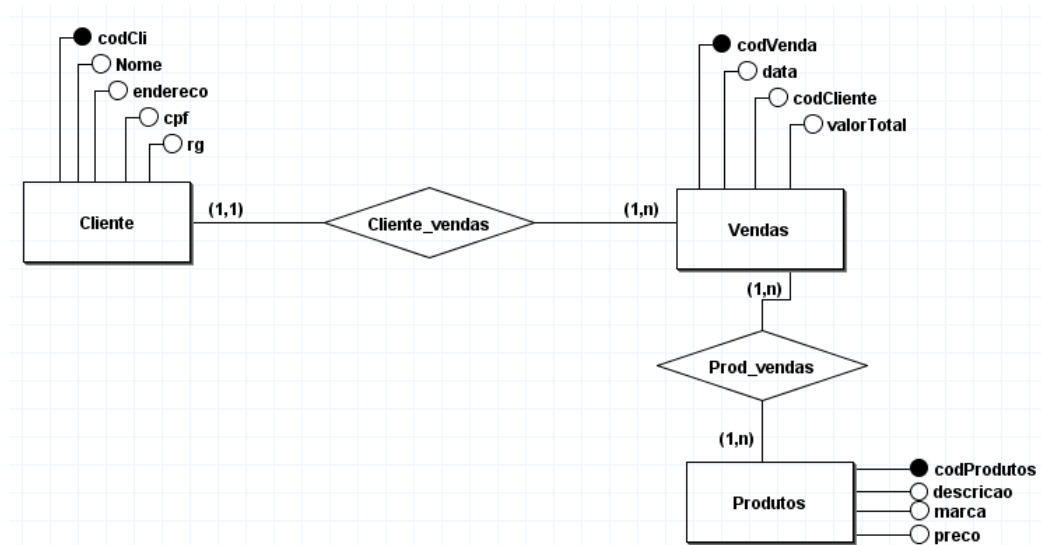 codCli
Nome
endereco
cpf
rg
Cliente
(1,1)
Cliente_vendas
(1,n)
codVenda
data
codCliente
valorTotal
Vendas
(1,n)
Prod_vendas
(1,n)
Produtos
codProdutos
descricao
marca
preco